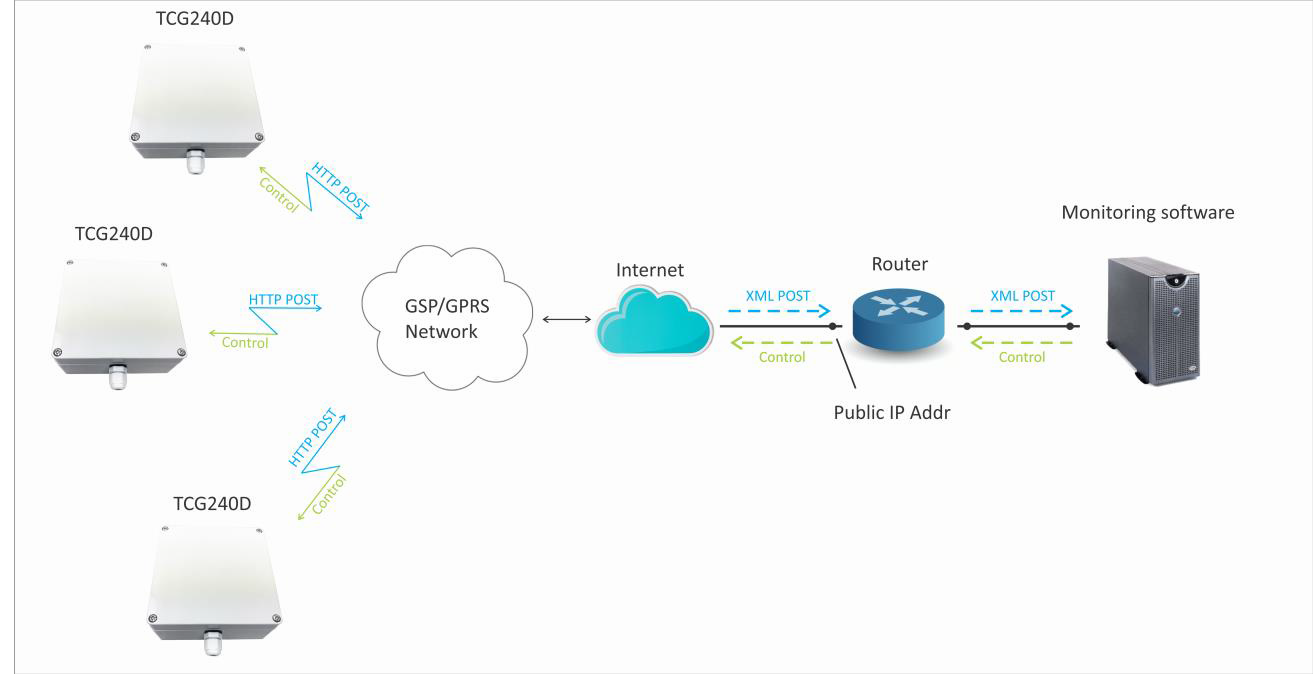 TCG240D
HTTP POST
Control
TCG240D
HTTP POST
Control
GSP/GPRS
Network
Internet
XML POST
Control
Router
Public IP Addr
XML POST
Control
Monitoring software
HTTP POST
Control
TCG240D